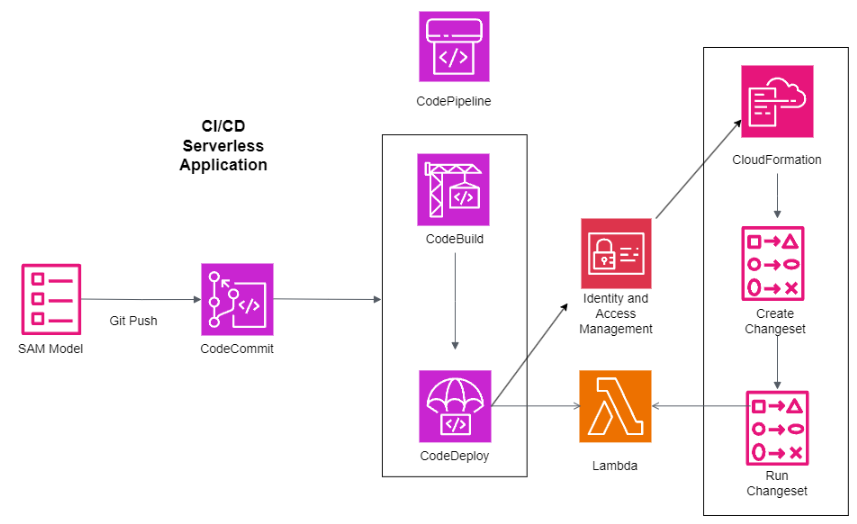 CodePipeline
CI/CD
Serverless
Application
CloudFormation
CodeBuild
Identity and
Access
Management
Create
Changeset
Git Push
SAM Model
CodeCommit
CodeDeploy
Lambda
Run
Changeset